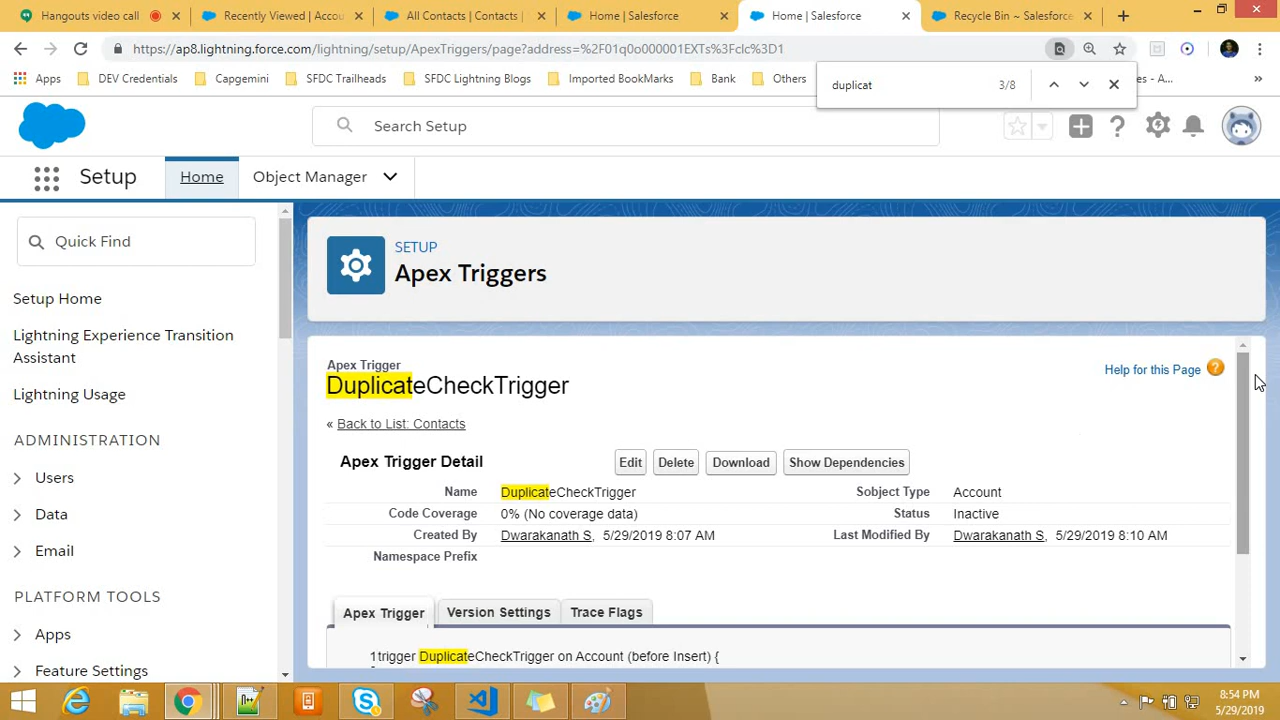 Hangouts video call
Recently Viewed | Accou
All Contacts | Contacts |
Home | Salesforce
Home | Salesforce
Recycle Bin ~ Salesforce
https://ap8.lightning.force.com/lightning/setup/ApexTriggers/page?address=%2F01q0o000001EXTs%3Fclc%3D1
Apps
DEV Credentials
Capgemini
SFDC Trailheads
SFDC Lightning Blogs
Imported BookMarks
Bank
Others
- A...
»
duplicat
3/8
Search Setup
Setup
Home
Object Manager
Quick Find
Setup Home
Lightning Experience Transition
Assistant
Lightning Usage
ADMINISTRATION
Users
Data
Email
PLATFORM TOOLS
Apps
Feature Settings
SETUP
Apex Triggers
Apex Trigger
DuplicateCheckTrigger
Help for this Page
« Back to List: Contacts
Apex Trigger Detail
Edit
Delete
Download
Show Dependencies
Name DuplicateCheckTrigger Sobject Type Account
Code Coverage 0% (No coverage data) Status Inactive
Created By Dwarakanath S, 5/29/2019 8:07 AM Last Modified By Dwarakanath S, 5/29/2019 8:10 AM
Namespace Prefix
Apex Trigger
Version Settings
Trace Flags
1trigger DuplicateCheckTrigger on Account (before Insert) {
8:54 PM
5/29/2019